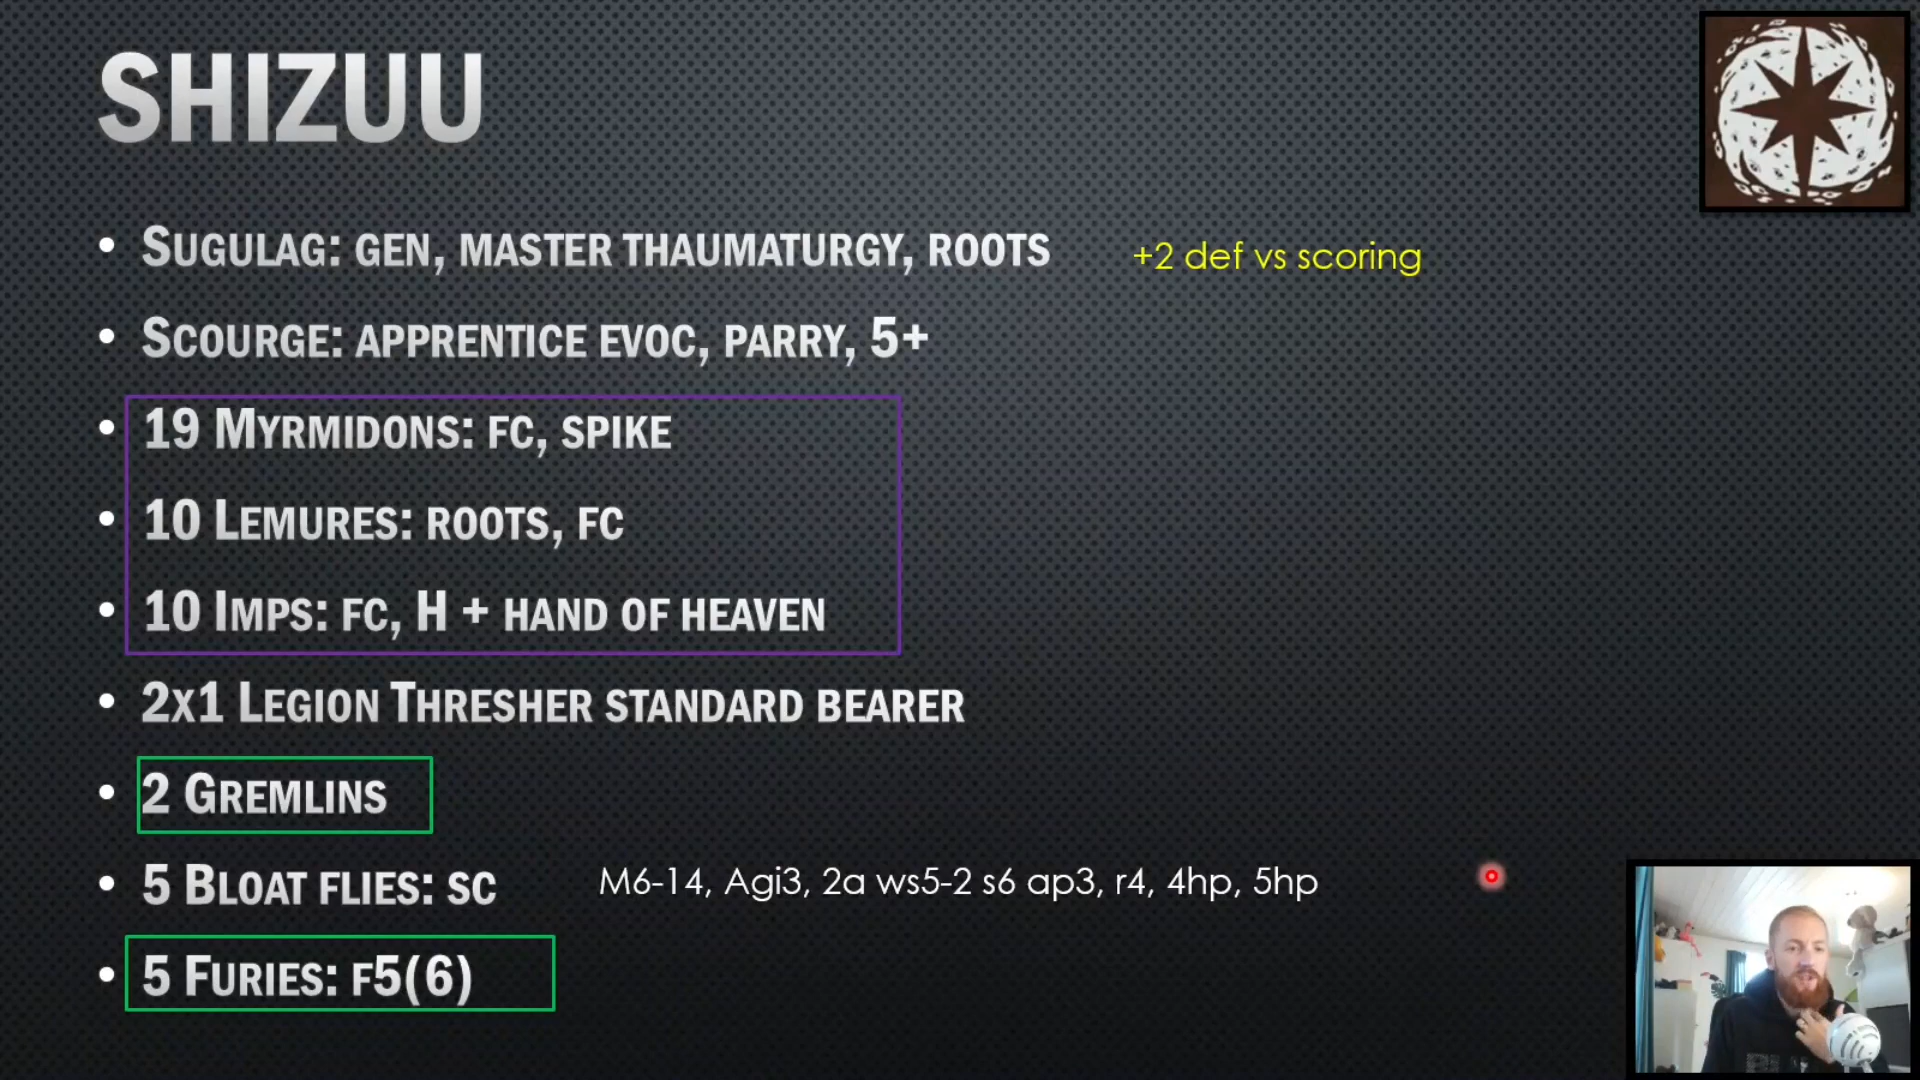 SHIZUU
• SUGULAG: GEN, MASTER THAUMATURGY, ROOTS
+2 def vs scoring
• SCOURGE: APPRENTICE EVOC, PARRY, 5+
• 19 MYRMIDONS: FC, SPIKE
• 10 LEMURES: ROOTS, FC
• 10 IMPS: FC, H + HAND OF HEAVEN
• 2X1 LEGION THRESHER STANDARD BEARER
• 2 GREMLINS
• 5 BLOAT FLIES: SC
M6-14, Agi3, 2a ws5-2 s6 ap3, r4, 4hp, 5hp
• 5 FURIES: F5(6)